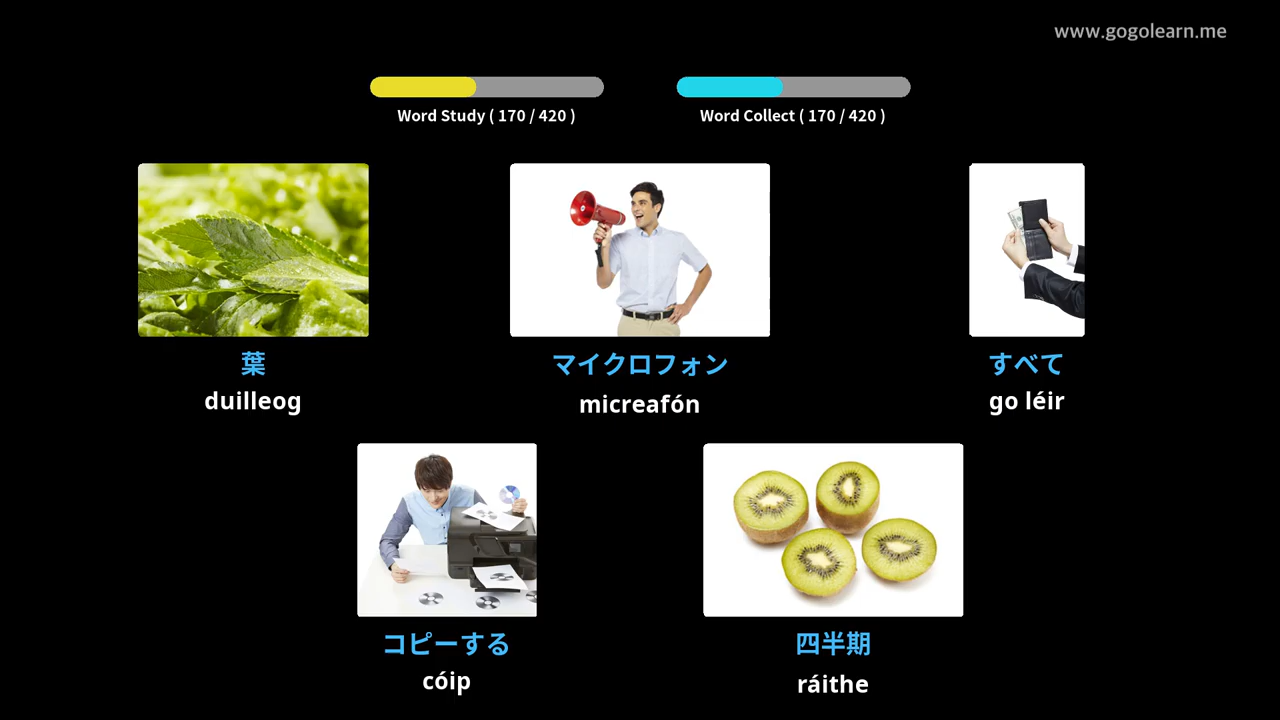 www.gogolearn.me
Word Study ( 170 / 420 )
Word Collect ( 170 / 420 )
葉
duilleog
マイクロフォン
micreafón
すべて
go léir
コピーする
cóip
四半期
ráithe